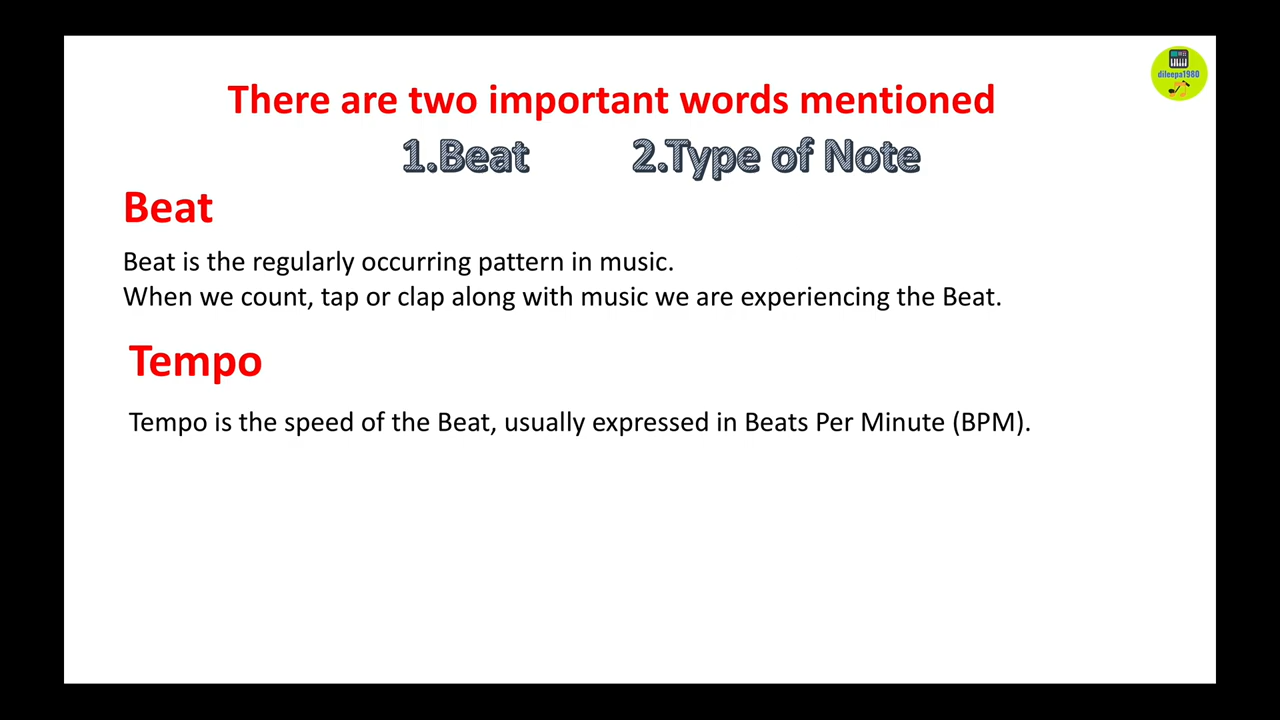 dileepa1980
There are two important words mentioned
1.Beat 2.Type of Note
Beat
Beat is the regularly occurring pattern in music.
When we count, tap or clap along with music we are experiencing the Beat.
Tempo
Tempo is the speed of the Beat, usually expressed in Beats Per Minute (BPM).